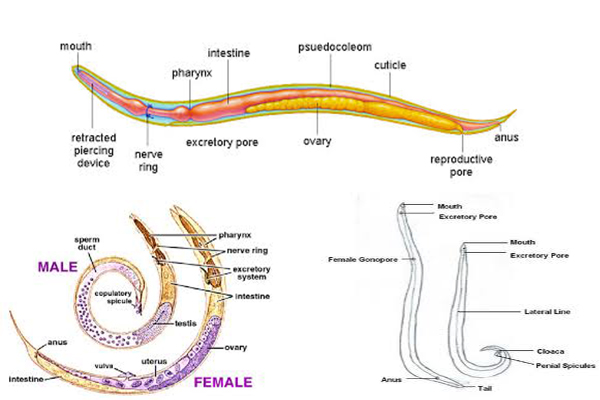 mouth
pharynx
intestine
psuedocoleom
cuticle
retracted
piercing
device
nerve
ring
excretory pore
ovary
reproductive
pore
anus
sperm
duct
MALE
copulatory
spicule
pharynx
nerve ring
excretory
system
intestine
testis
ovary
anus
vulva
uterus
intestine
FEMALE
Mouth
Excretory Pore
Female Gonopore
Anus
Tail
Mouth
Excretory Pore
Lateral Line
Cloaca
Penial Spicules